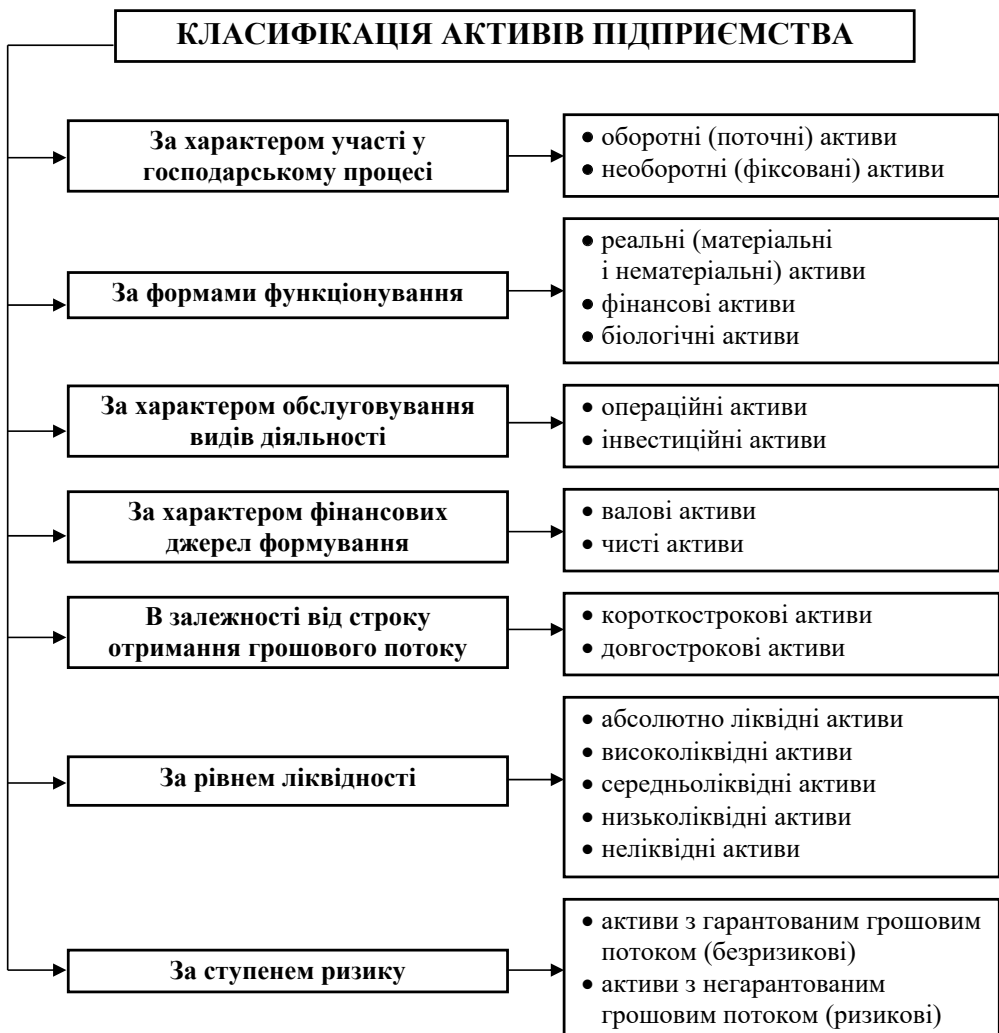 КЛАСИФІКАЦІЯ АКТИВІВ ПІДПРИЄМСТВА
За характером участі у
господарському процесі
• оборотні (поточні) активи
• необоротні (фіксовані) активи
За формами функціонування
• реальні (матеріальні
і нематеріальні) активи
• фінансові активи
• біологічні активи
За характером обслуговування
видів діяльності
• операційні активи
• інвестиційні активи
За характером фінансових
джерел формування
• валові активи
• чисті активи
В залежності від строку
отримання грошового потоку
• короткострокові активи
• довгострокові активи
За рівнем ліквідності
• абсолютно ліквідні активи
• високоліквідні активи
• середньоліквідні активи
• низьколіквідні активи
• неліквідні активи
За ступенем ризику
• активи з гарантованим грошовим
потоком (безризикові)
• активи з негарантованим
грошовим потоком (ризикові)